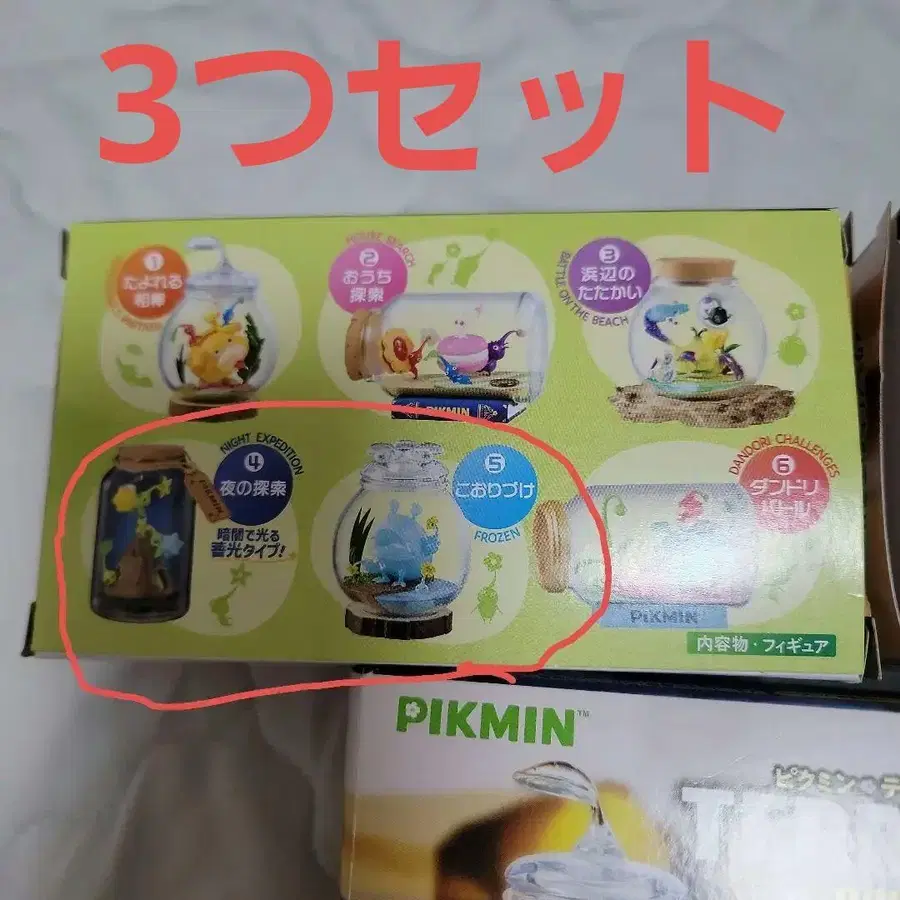 3つセット
1
たよれる
相棒
HOUSE SEARCH
2
おうち
探索
PIKMIN
3
浜辺の
たたかい
BATTLE ON THE BEACH
NIGHT EXPEDITION
4
夜の探索
暗闇で光る
蓄光タイプ!
PIKMIN
5
こおりづけ
FROZEN
DANDORI CHALLENGES
6
ダンドリ
バトル
PIKMIN
内容物・フィギュア
PIKMIN™
ピクミン・テ